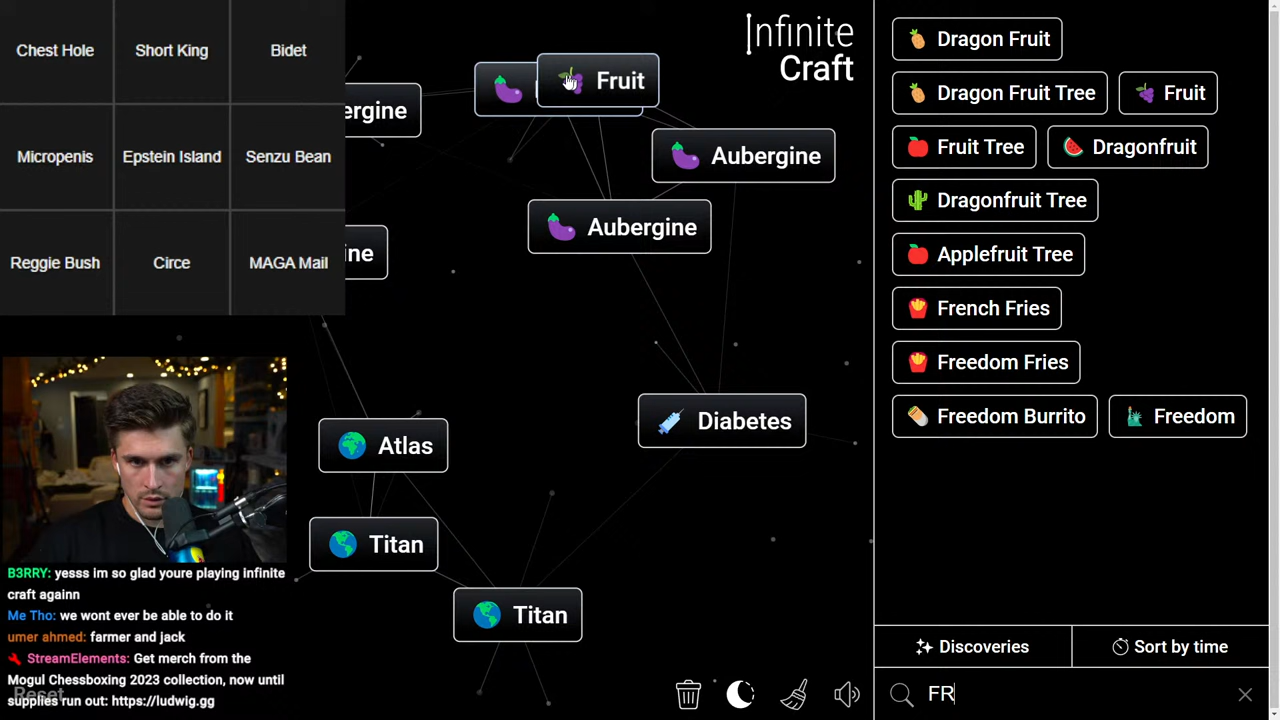 Chest Hole
Short King
Bidet
Micropenis
Epstein Island
Senzu Bean
Reggie Bush
Circe
MAGA Mail
Infinite
Craft
ergine
Fruit
Aubergine
Aubergine
ne
Diabetes
Atlas
Titan
Titan
Dragon Fruit
Dragon Fruit Tree
Fruit
Fruit Tree
Dragonfruit
Dragonfruit Tree
Applefruit Tree
French Fries
Freedom Fries
Freedom Burrito
Freedom
Discoveries
Sort by time
FR
B3RRY: yesss im so glad youre playing infinite
craft againn
Me Tho: we wont ever be able to do it
umer ahmed: farmer and jack
StreamElements: Get merch from the
Mogul Chessboxing 2023 collection, now until
supplies run out: https://ludwig.gg
Reset